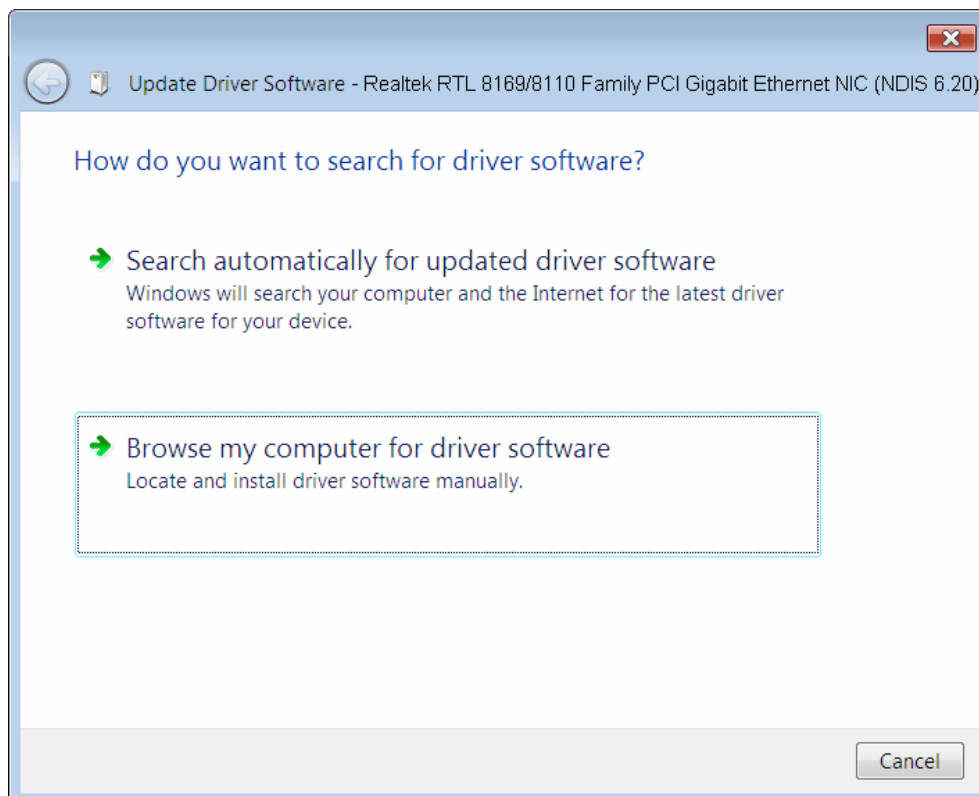 Update Driver Software - Realtek RTL 8169/8110 Family PCI Gigabit Ethernet NIC (NDIS 6.20)
How do you want to search for driver software?
Search automatically for updated driver software
Windows will search your computer and the Internet for the latest driver
software for your device.
Browse my computer for driver software
Locate and install driver software manually.
Cancel